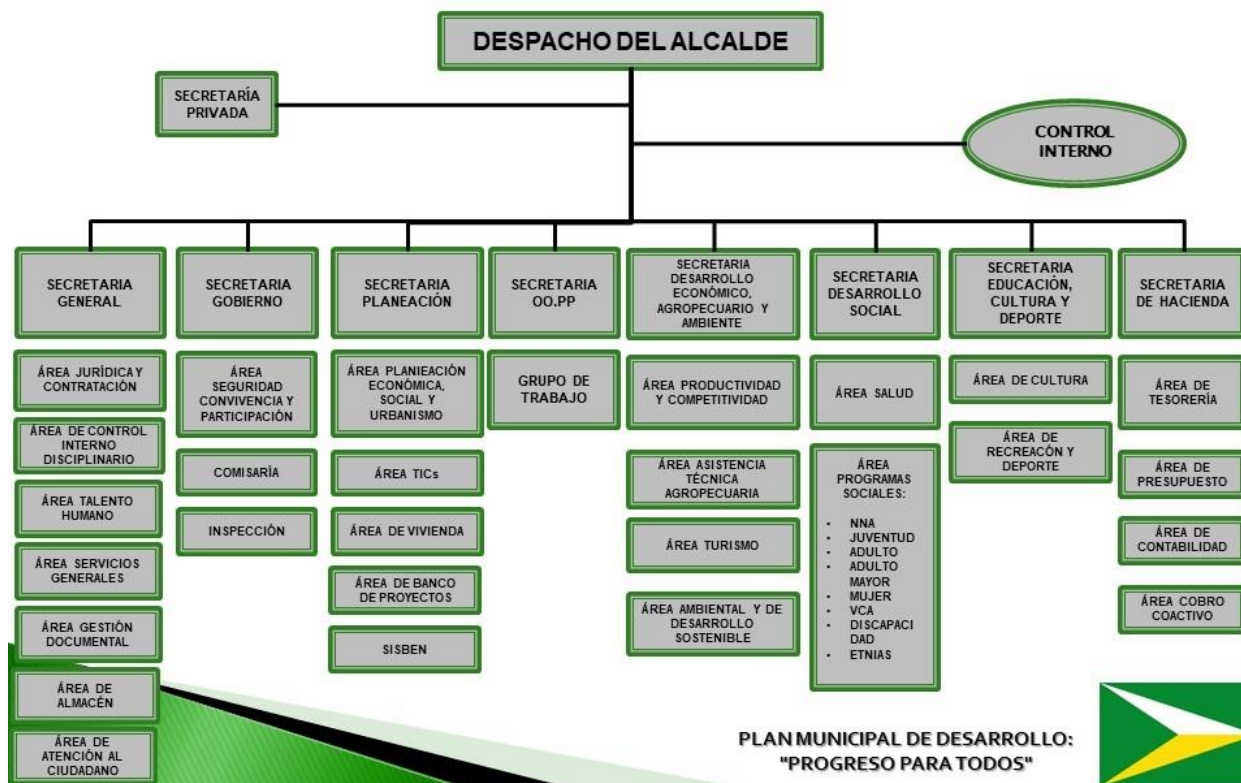 DESPACHO DEL ALCALDE
SECRETARÍA
PRIVADA
CONTROL
INTERNO
SECRETARIA
GENERAL
SECRETARIA
GOBIERNO
SECRETARIA
PLANEACIÓN
SECRETARIA
OO.PP
SECRETARIA
DESARROLLO
ECONÓMICO,
AGROPECUARIO Y
AMBIENTE
SECRETARIA
DESARROLLO
SOCIAL
SECRETARIA
EDUCACIÓN,
CULTURA Y
DEPORTE
SECRETARIA
DE HACIENDA
ÁREA JURÍDICA Y
CONTRATACIÓN
ÁREA DE CONTROL
INTERNO
DISCIPLINARIO
ÁREA TALENTO
HUMANO
ÁREA SERVICIOS
GENERALES
ÁREA GESTIÓN
DOCUMENTAL
ÁREA DE
ALMACÉN
ÁREA DE
ATENCIÓN AL
CIUDADANO
ÁREA
SEGURIDAD
CONVIVENCIA Y
PARTICIPACIÓN
COMISARÍA
INSPECCIÓN
ÁREA PLANIEACIÓN
ECONÓMICA,
SOCIAL Y
URBANISMO
ÁREA TICs
ÁREA DE VIVIENDA
ÁREA DE BANCO
DE PROYECTOS
SISBEN
GRUPO DE
TRABAJO
ÁREA PRODUCTIVIDAD
Y COMPETITIVIDAD
ÁREA ASISTENCIA
TÉCNICA
AGROPECUARIA
ÁREA TURISMO
ÁREA AMBIENTAL Y DE
DESARROLLO
SOSTENIBLE
ÁREA SALUD
ÁREA
PROGRAMAS
SOCIALES:
• NNA
• JUVENTUD
• ADULTO
• ADULTO
MAYOR
• MUJER
• VCA
• DISCAPACI
DAD
• ETNIAS
ÁREA DE CULTURA
ÁREA DE
RECREACÓN Y
DEPORTE
ÁREA DE
TESORERÍA
ÁREA DE
PRESUPUESTO
ÁREA DE
CONTABILIDAD
ÁREA COBRO
COACTIVO
PLAN MUNICIPAL DE DESARROLLO:
"PROGRESO PARA TODOS"